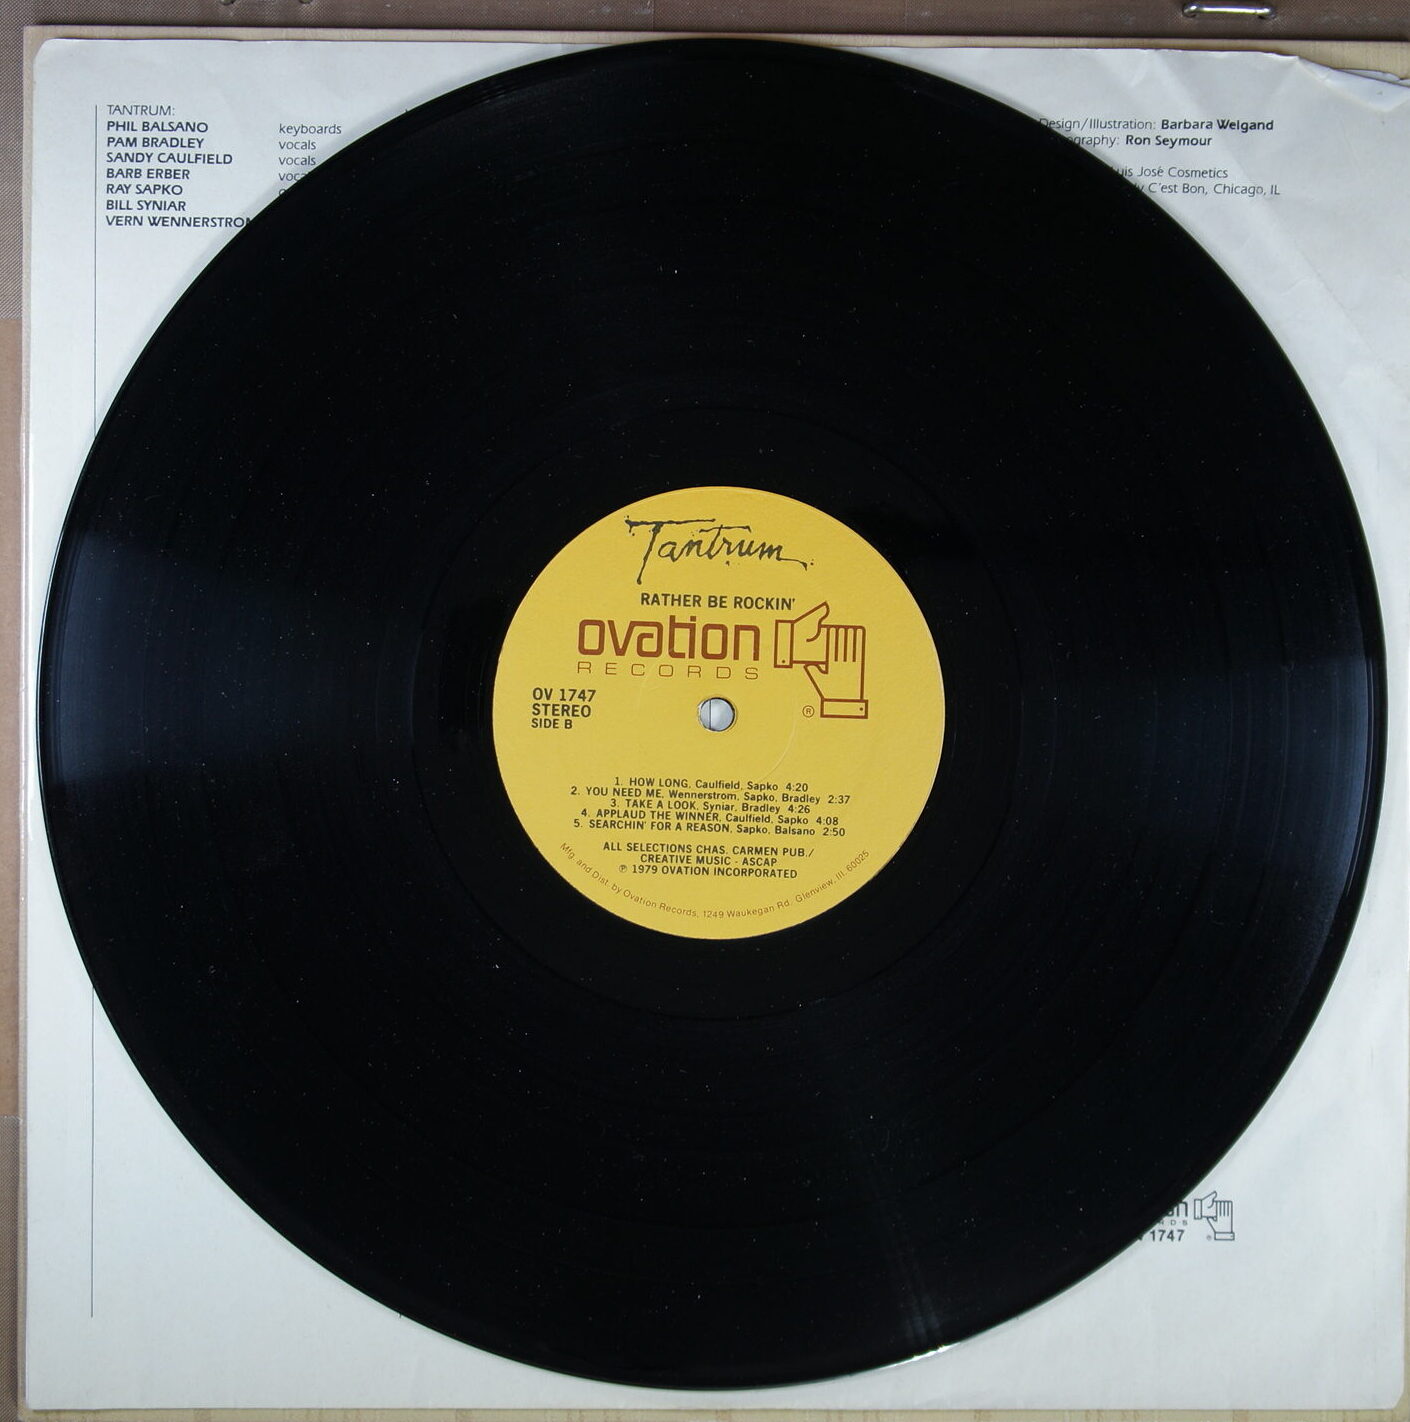 TANTRUM:
PHIL BALSANO keyboards
PAM BRADLEY vocals
SANDY CAULFIELD vocals
BARB ERBER
RAY SAPKO
BILL SYNIAR
VERN WENNERSTROM
Design/Illustration: Barbara Weigand
Ron Seymour
José Cosmetics
C'est Bon, Chicago, IL
Tantrum
RATHER BE ROCKIN'
ovation
RECORDS
®
OV 1747
STEREO
SIDE B
1. HOW LONG, Caulfield, Sapko 4:20
2. YOU NEED ME, Wennerstrom, Sapko, Bradley 2:37
3. TAKE A LOOK, Syniar, Bradley 4:26
4. APPLAUD THE WINNER, Caulfield, Sapko 4:08
5. SEARCHIN' FOR A REASON, Sapko, Balsano 2:50
ALL SELECTIONS CHAS. CARMEN PUB./
CREATIVE MUSIC - ASCAP
℗ 1979 OVATION INCORPORATED
Mfg. and Dist. by Ovation Records, 1249 Waukegan Rd. Glenview, Ill. 60025
1747